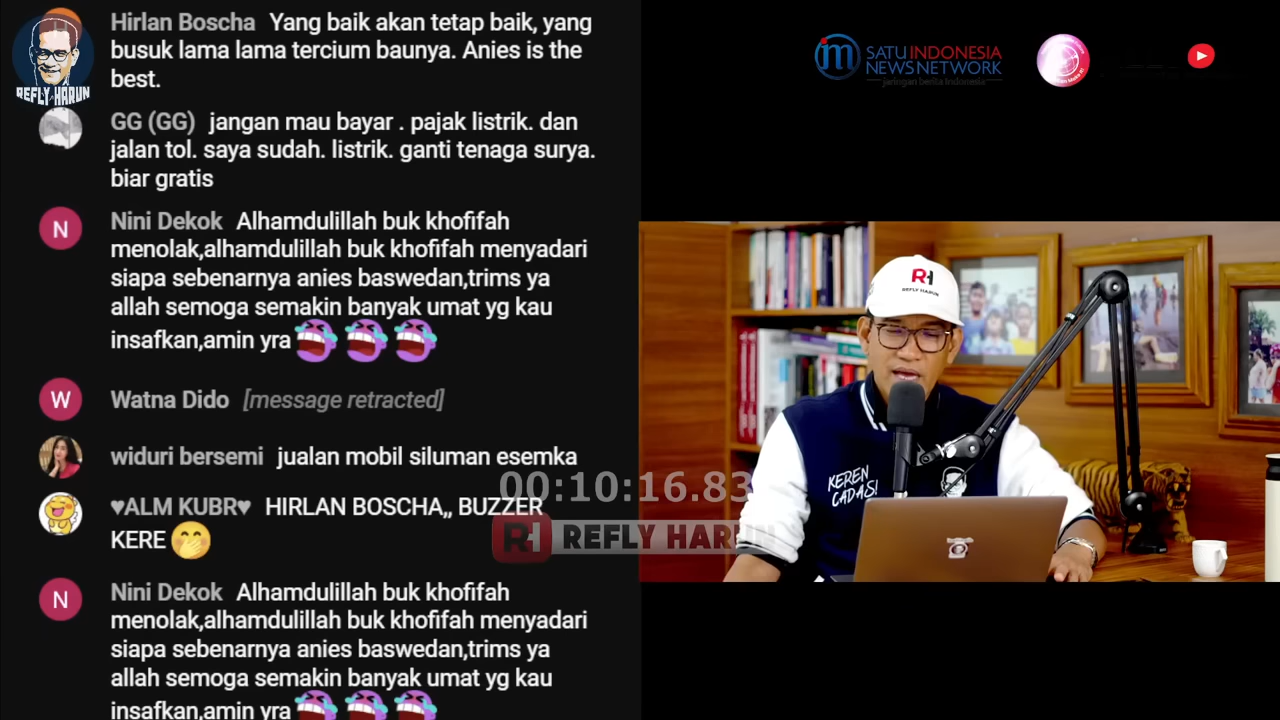 Hirlan Boscha Yang baik akan tetap baik, yang
busuk lama lama tercium baunya. Anies is the
best.
REFLY HARUN
GG (GG) jangan mau bayar . pajak listrik. dan
jalan tol. saya sudah. listrik. ganti tenaga surya.
biar gratis
N
Nini Dekok Alhamdulillah buk khofifah
menolak,alhamdulillah buk khofifah menyadari
siapa sebenarnya anies baswedan,trims ya
allah semoga semakin banyak umat yg kau
insafkan,amin yra
W
Watna Dido [message retracted]
widuri bersemi jualan mobil siluman esemka
♥ALM KUBR♥ HIRLAN BOSCHA,, BUZZER
KERE
N
Nini Dekok Alhamdulillah buk khofifah
menolak,alhamdulillah buk khofifah menyadari
siapa sebenarnya anies baswedan,trims ya
allah semoga semakin banyak umat yg kau
insafkan,amin yra
00:10:16.83
RH REFLY HARUN
SATU INDONESIA
NEWS NETWORK
jaringan berita Indonesia
RH
REFLY HARUN
KEREN
CADAS!